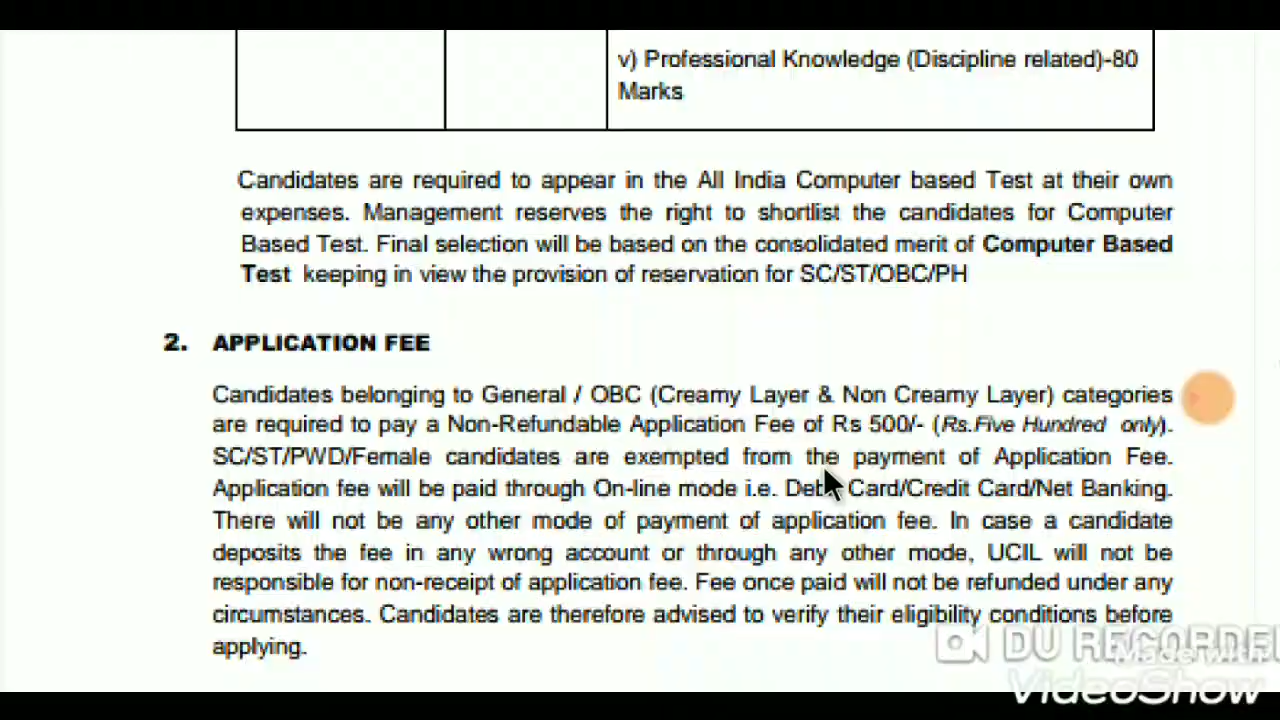 v) Professional Knowledge (Discipline related)-80
Marks
Candidates are required to appear in the All India Computer based Test at their own
expenses. Management reserves the right to shortlist the candidates for Computer
Based Test. Final selection will be based on the consolidated merit of Computer Based
Test keeping in view the provision of reservation for SC/ST/OBC/PH
2. APPLICATION FEE
Candidates belonging to General / OBC (Creamy Layer & Non Creamy Layer) categories
are required to pay a Non-Refundable Application Fee of Rs 500/- (Rs.Five Hundred only).
SC/ST/PWD/Female candidates are exempted from the payment of Application Fee.
Application fee will be paid through On-line mode i.e. Debit Card/Credit Card/Net Banking.
There will not be any other mode of payment of application fee. In case a candidate
deposits the fee in any wrong account or through any other mode, UCIL will not be
responsible for non-receipt of application fee. Fee once paid will not be refunded under any
circumstances. Candidates are therefore advised to verify their eligibility conditions before
applying.
DU RECORDER
Made with
VideoShow